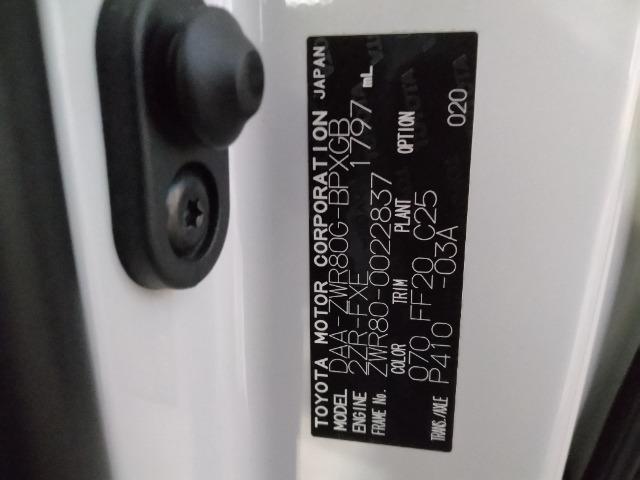 TOYOTA MOTOR CORPORATION JAPAN
MODEL DAA-ZWR80G-BPXGB
ENGINE 2ZR-FXE 1797 mL
FRAME No. ZWR80-0022837
COLOR TRIM PLANT OPTION
070 FF20 C25
TRANS./AXLE P410 -03A 020